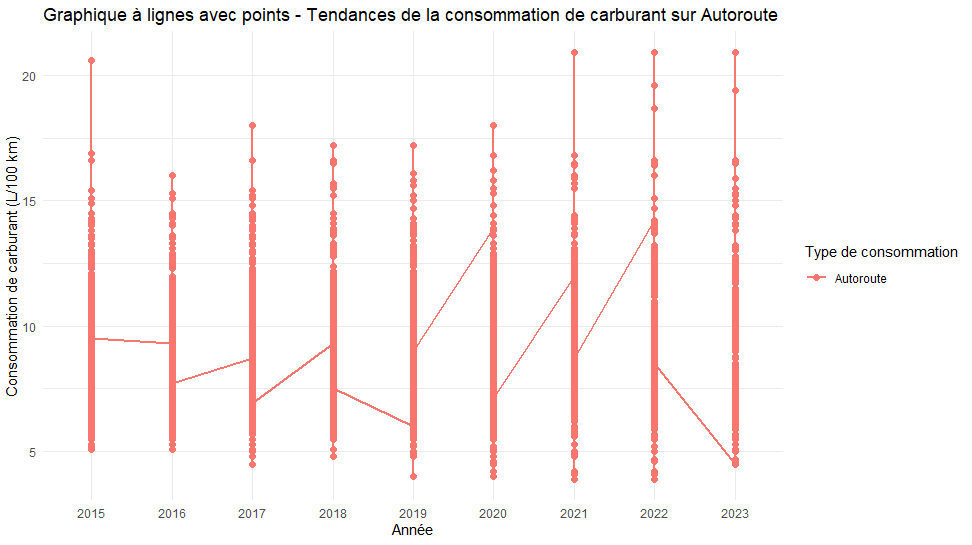 Graphique à lignes avec points - Tendances de la consommation de carburant sur Autoroute
Consommation de carburant (L/100 km)
20
15
10
5
2015 2016 2017 2018 2019 2020 2021 2022 2023
Année
Type de consommation
Autoroute